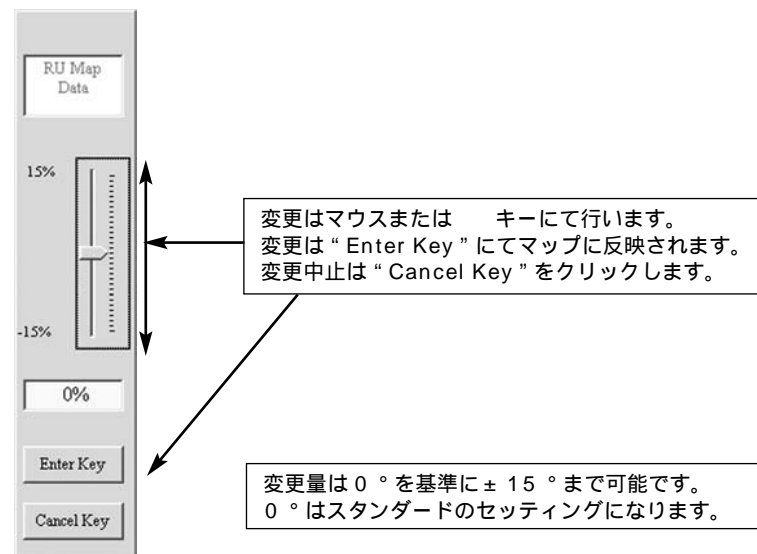 RU Map
Data
15%
変更はマウスまたは　　キーにて行います。
変更は“Enter Key”にてマップに反映されます。
変更中止は“Cancel Key”をクリックします。
-15%
0%
Enter Key
変更量は0°を基準に±15°まで可能です。
0°はスタンダードのセッティングになります。
Cancel Key